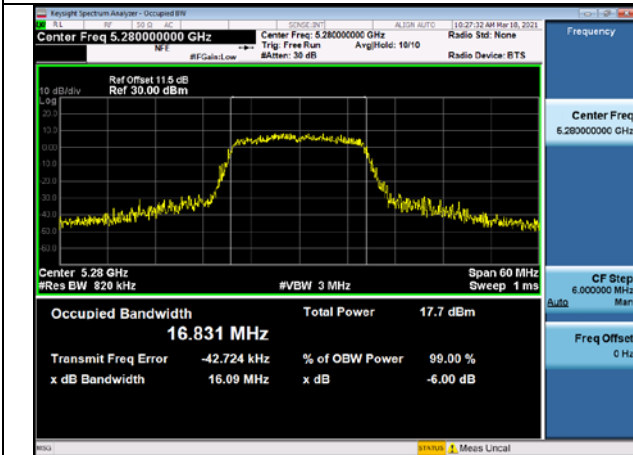 Keysight Spectrum Analyzer - Occupied BW
RL RF 50 Ω AC SENSE:INT ALIGN AUTO 10:27:32 AM Mar 18, 2021
Center Freq 5.280000000 GHz
Center Freq: 5.280000000 GHz
Radio Std: None
NFE
Trig: Free Run
Avg|Hold: 10/10
#IFGain:Low
#Atten: 30 dB
Radio Device: BTS
Ref Offset 11.5 dB
10 dB/div
Ref 30.00 dBm
Log
20.0
10.0
0.00
-10.0
-20.0
-30.0
-40.0
-50.0
-60.0
Center 5.28 GHz
Span 60 MHz
#Res BW 820 kHz
#VBW 3 MHz
Sweep 1 ms
Occupied Bandwidth
Total Power 17.7 dBm
16.831 MHz
Transmit Freq Error -42.724 kHz
% of OBW Power 99.00 %
x dB Bandwidth 16.09 MHz
x dB -6.00 dB
MSG
STATUS
Meas Uncal
Frequency
Center Freq
5.280000000 GHz
CF Step
6.000000 MHz
Auto Man
Freq Offset
0 Hz